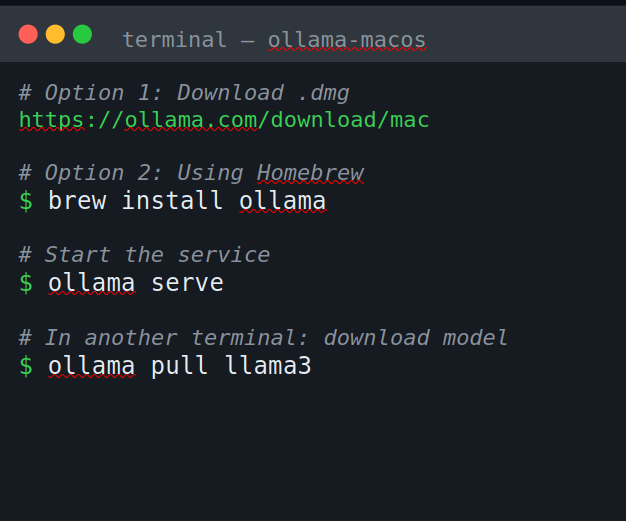 terminal — ollama-macos
# Option 1: Download .dmg
https://ollama.com/download/mac
# Option 2: Using Homebrew
$ brew install ollama
# Start the service
$ ollama serve
# In another terminal: download model
$ ollama pull llama3